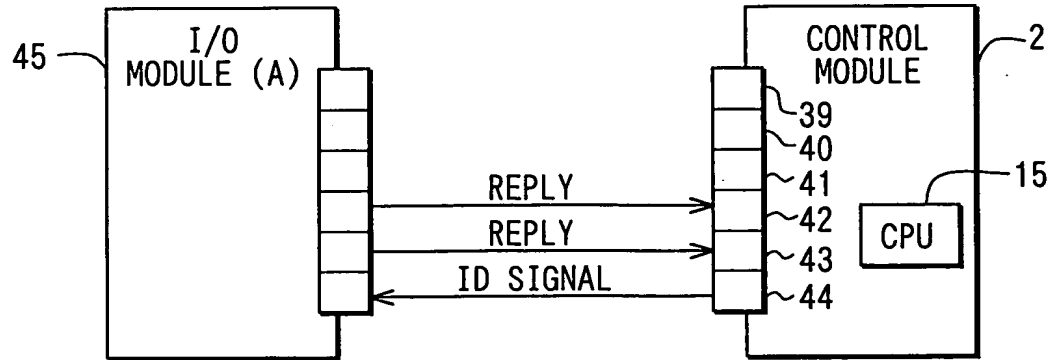 45
I/O
MODULE (A)
CONTROL
MODULE
2
39
40
41
15
REPLY
42
CPU
REPLY
43
ID SIGNAL
44